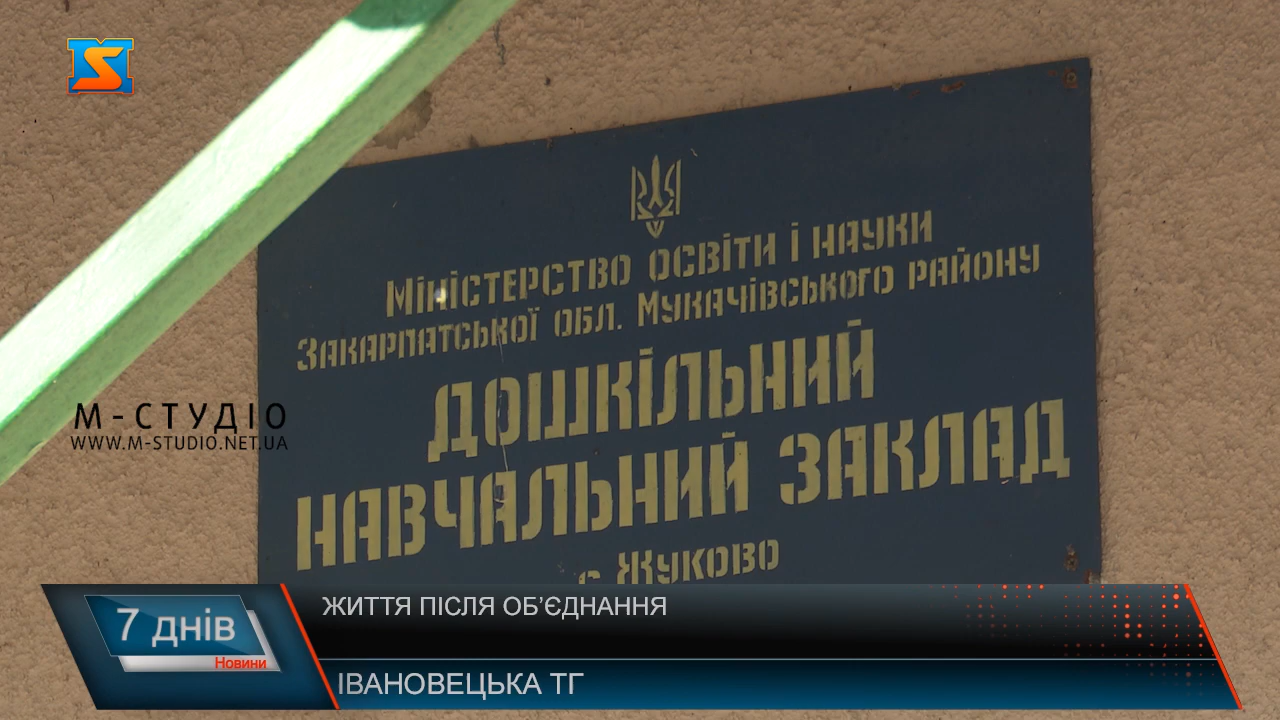 Міністерство освіти і науки
Закарпатської обл. Мукачівського району
ДОШКІЛЬНИЙ
НАВЧАЛЬНИЙ ЗАКЛАД
с. Жуково
М-СТУДІО
WWW.M-STUDIO.NET.UA
7 днів
Новини
ЖИТТЯ ПІСЛЯ ОБ’ЄДНАННЯ
ІВАНОВЕЦЬКА ТГ